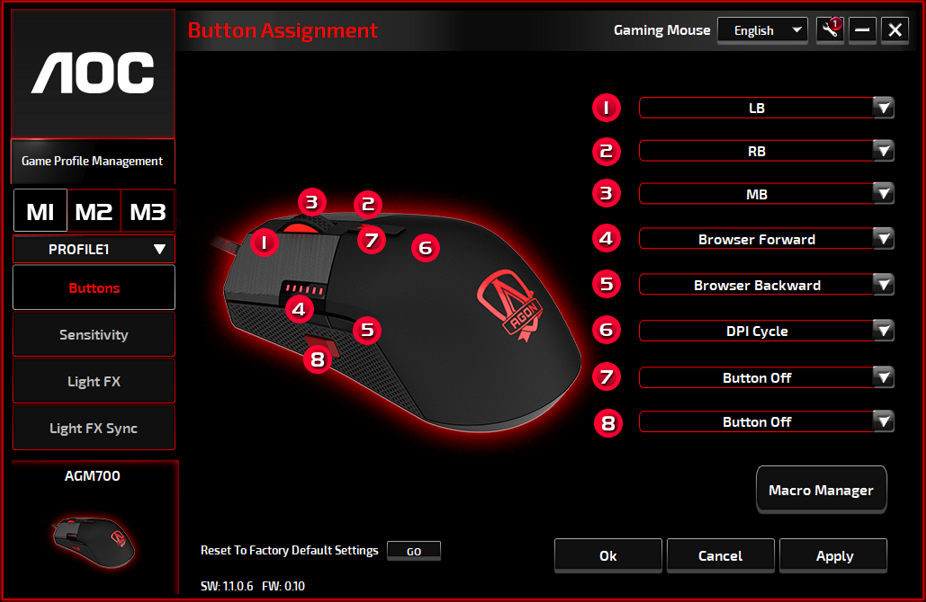 Button Assignment
Gaming Mouse
English
1
AOC
Game Profile Management
M1 M2 M3
PROFILE1
Buttons
Sensitivity
Light FX
Light FX Sync
AGM700
1
2
3
4
5
6
7
8
AGON
1 LB
2 RB
3 MB
4 Browser Forward
5 Browser Backward
6 DPI Cycle
7 Button Off
8 Button Off
Macro Manager
Reset To Factory Default Settings GO
Ok Cancel Apply
SW: 1.1.0.6 FW: 0.10